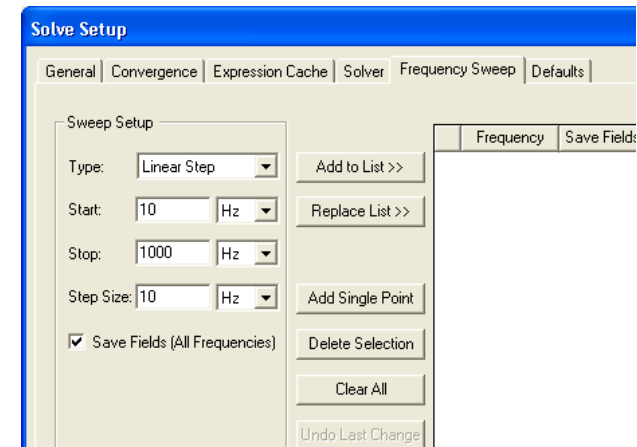 Solve Setup
General Convergence Expression Cache Solver Frequency Sweep Defaults
Sweep Setup
Frequency Save Fields
Type: Linear Step Add to List >>
Start: 10 Hz Replace List >>
Stop: 1000 Hz
Step Size: 10 Hz Add Single Point
Save Fields (All Frequencies) Delete Selection
Clear All
Undo Last Change